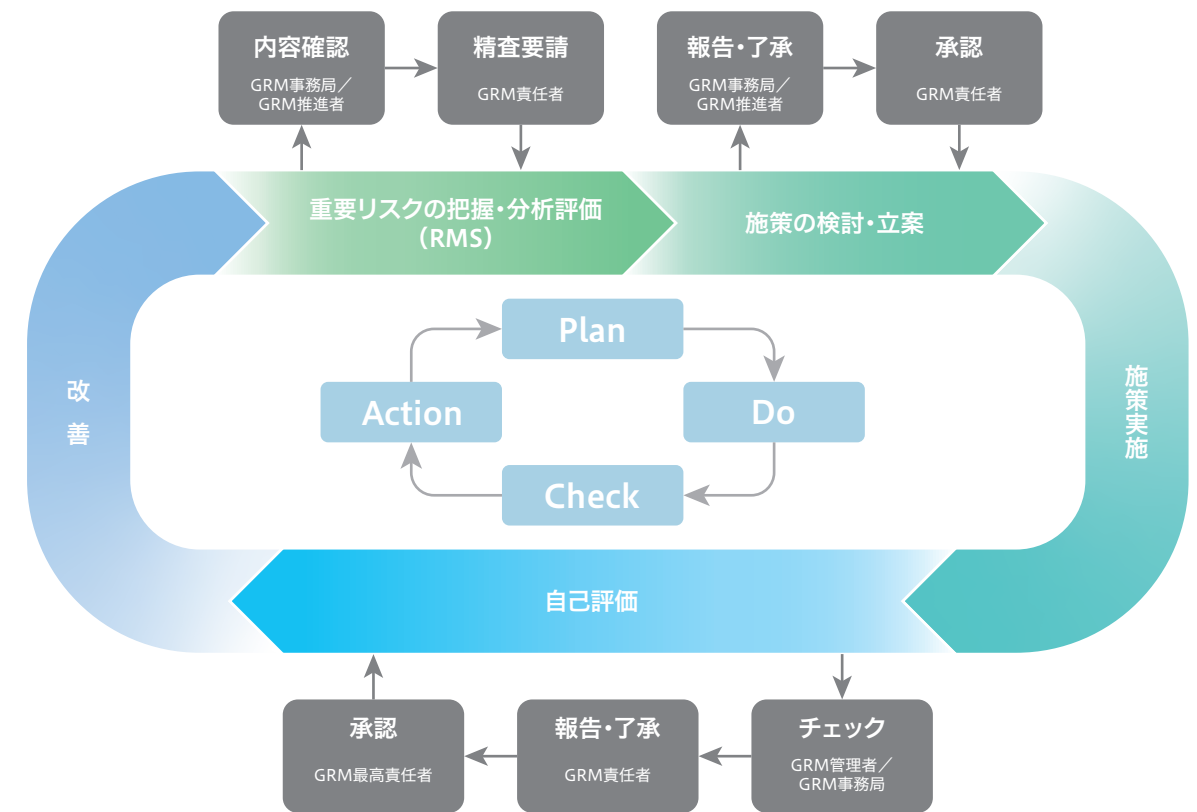 内容確認
GRM事務局／
GRM推進者
精査要請
GRM責任者
報告・了承
GRM事務局／
GRM推進者
承認
GRM責任者
重要リスクの把握・分析評価
（RMS）
施策の検討・立案
施策実施
改善
Plan
Do
Check
Action
自己評価
承認
GRM最高責任者
報告・了承
GRM責任者
チェック
GRM管理者／
GRM事務局